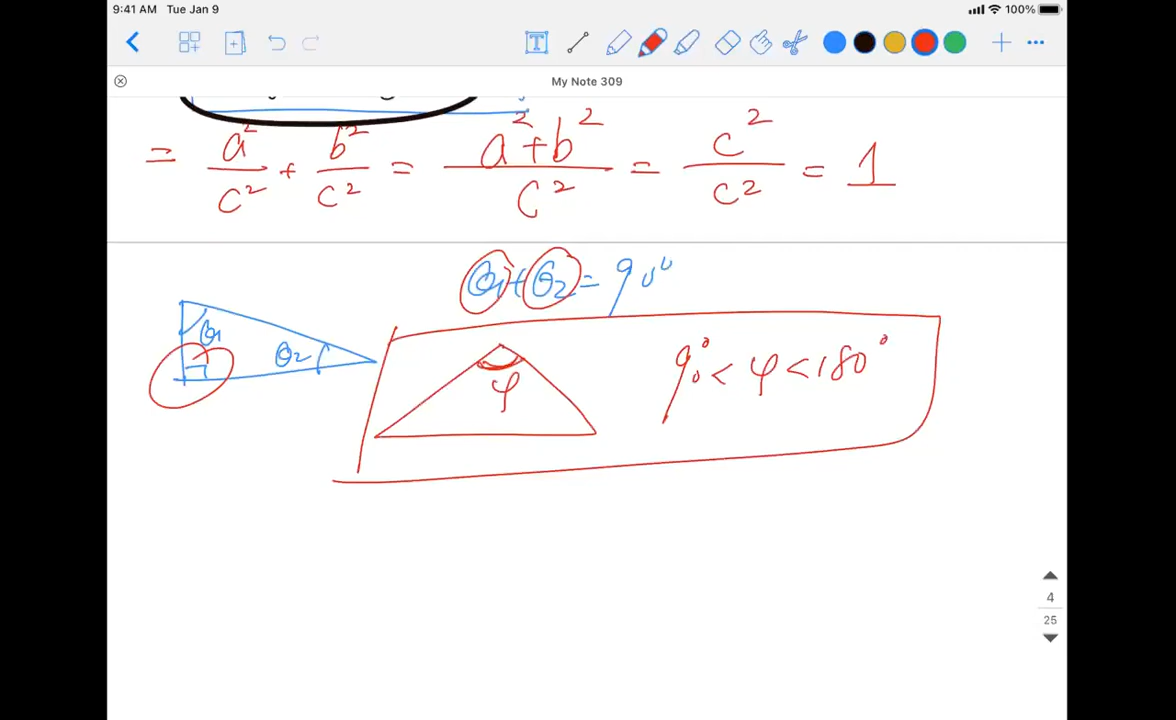 9:41 AM Tue Jan 9
100%
My Note 309
= a²/c² + b²/c² = a²+b²/c² = c²/c² = 1
θ1+θ2=90°
θ1
θ2
φ
90°<φ<180°
4
25